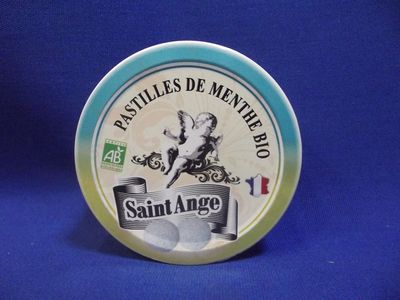 PASTILLES DE MENTHE BIO
AB
Saint Ange